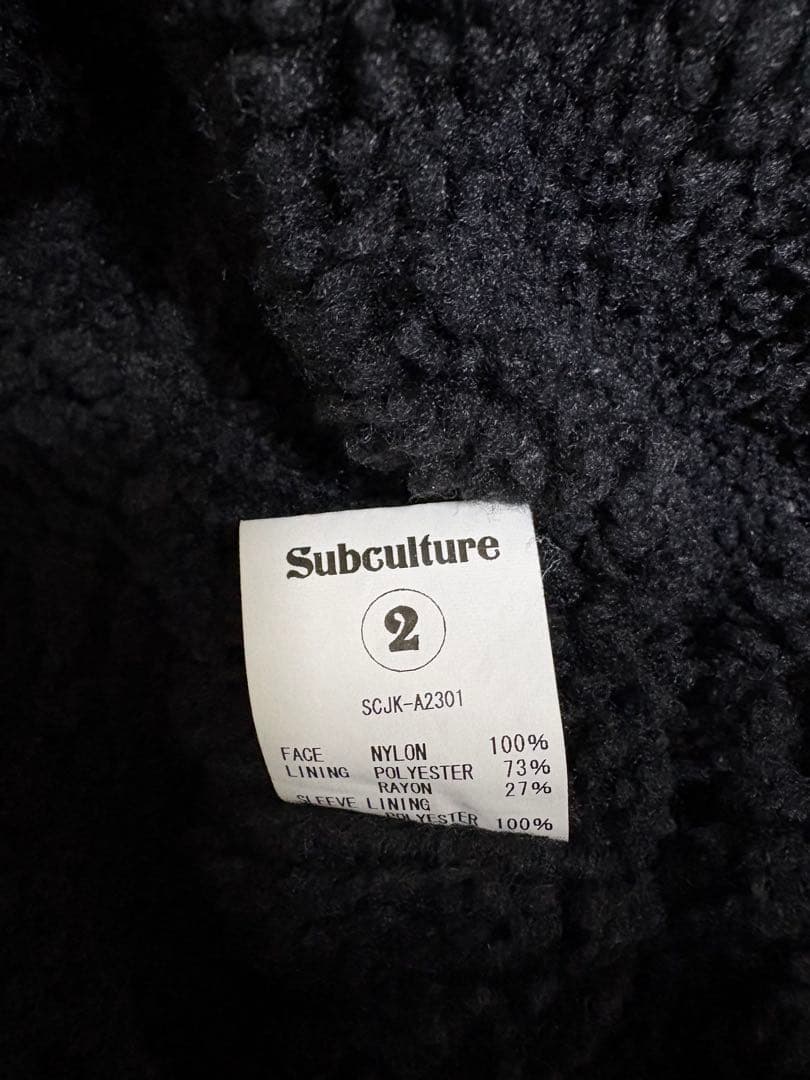 Subculture
2
SCJK-A2301
FACE NYLON 100%
LINING POLYESTER 73%
RAYON 27%
SLEEVE LINING
POLYESTER 100%